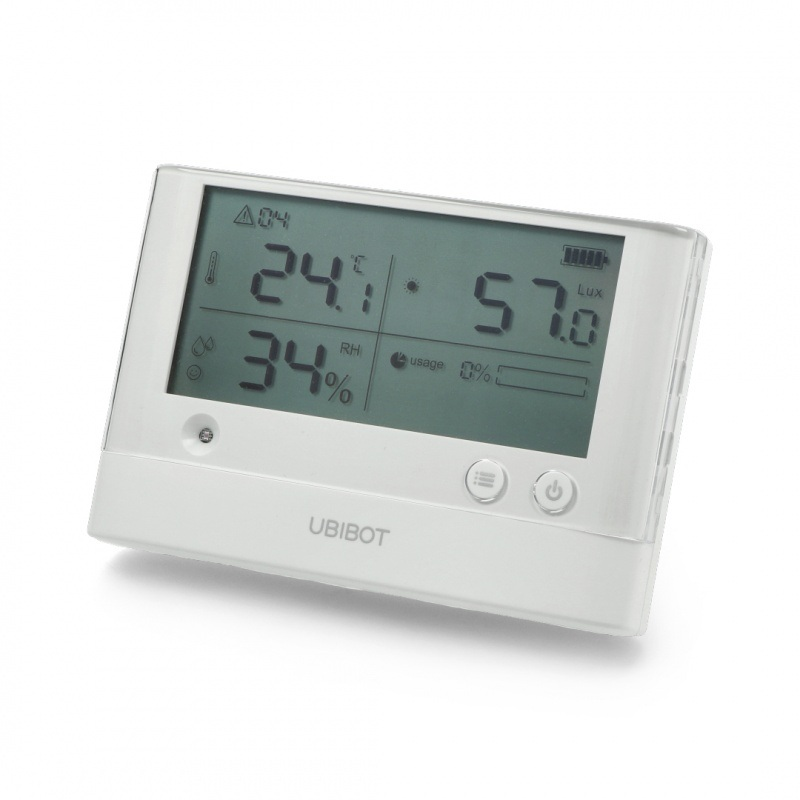 04
24.1 °C
57.0 Lux
34% RH
usage 0%
UBIBOT